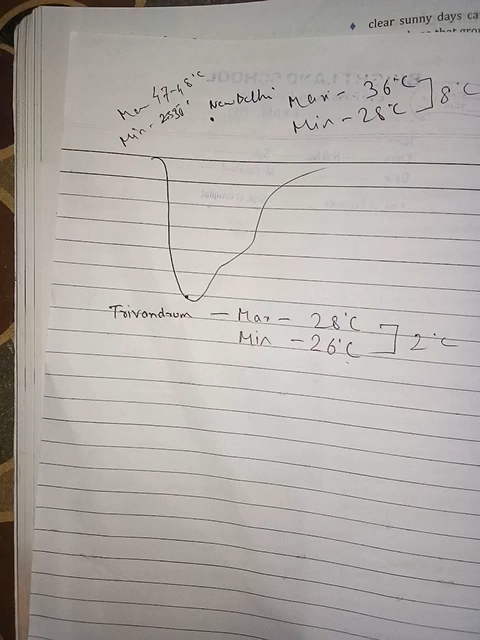 clear sunny days ca
Max - 47-48°C
Min -
New Delhi Max - 36°C ] 8°C
Min - 28°C
Trivandrum - Max - 28°C ] 2°C
Min - 26°C